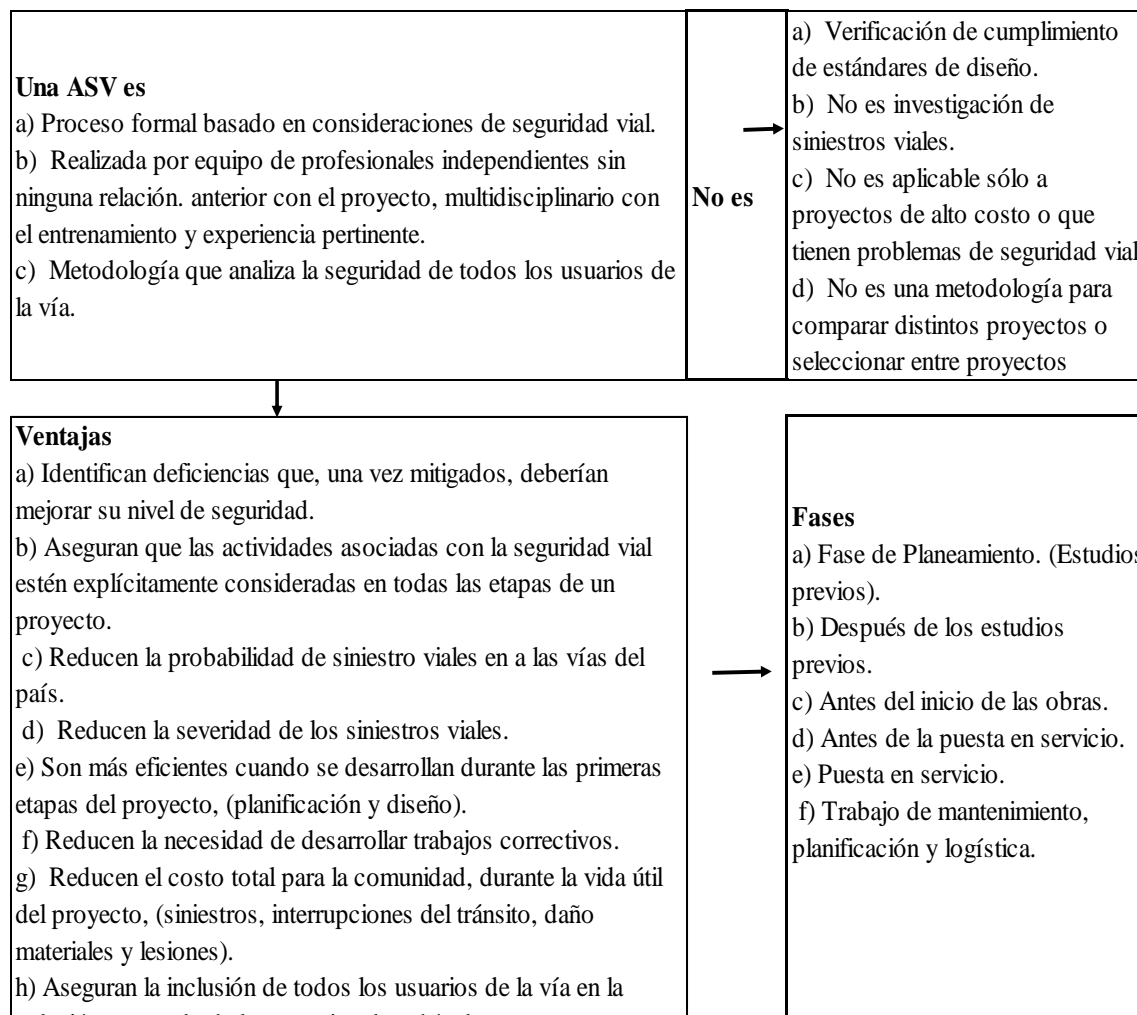 Una ASV es
a) Proceso formal basado en consideraciones de seguridad vial.
b) Realizada por equipo de profesionales independientes sin
ninguna relación. anterior con el proyecto, multidisciplinario con
el entrenamiento y experiencia pertinente.
c) Metodología que analiza la seguridad de todos los usuarios de
la vía.
No es
a) Verificación de cumplimiento
de estándares de diseño.
b) No es investigación de
siniestros viales.
c) No es aplicable sólo a
proyectos de alto costo o que
tienen problemas de seguridad vial
d) No es una metodología para
comparar distintos proyectos o
seleccionar entre proyectos
Ventajas
a) Identifican deficiencias que, una vez mitigados, deberían
mejorar su nivel de seguridad.
b) Aseguran que las actividades asociadas con la seguridad vial
estén explícitamente consideradas en todas las etapas de un
proyecto.
c) Reducen la probabilidad de siniestro viales en a las vías del
país.
d) Reducen la severidad de los siniestros viales.
e) Son más eficientes cuando se desarrollan durante las primeras
etapas del proyecto, (planificación y diseño).
f) Reducen la necesidad de desarrollar trabajos correctivos.
g) Reducen el costo total para la comunidad, durante la vida útil
del proyecto, (siniestros, interrupciones del tránsito, daño
materiales y lesiones).
h) Aseguran la inclusión de todos los usuarios de la vía en la
Fases
a) Fase de Planeamiento. (Estudios
previos).
b) Después de los estudios
previos.
c) Antes del inicio de las obras.
d) Antes de la puesta en servicio.
e) Puesta en servicio.
f) Trabajo de mantenimiento,
planificación y logística.